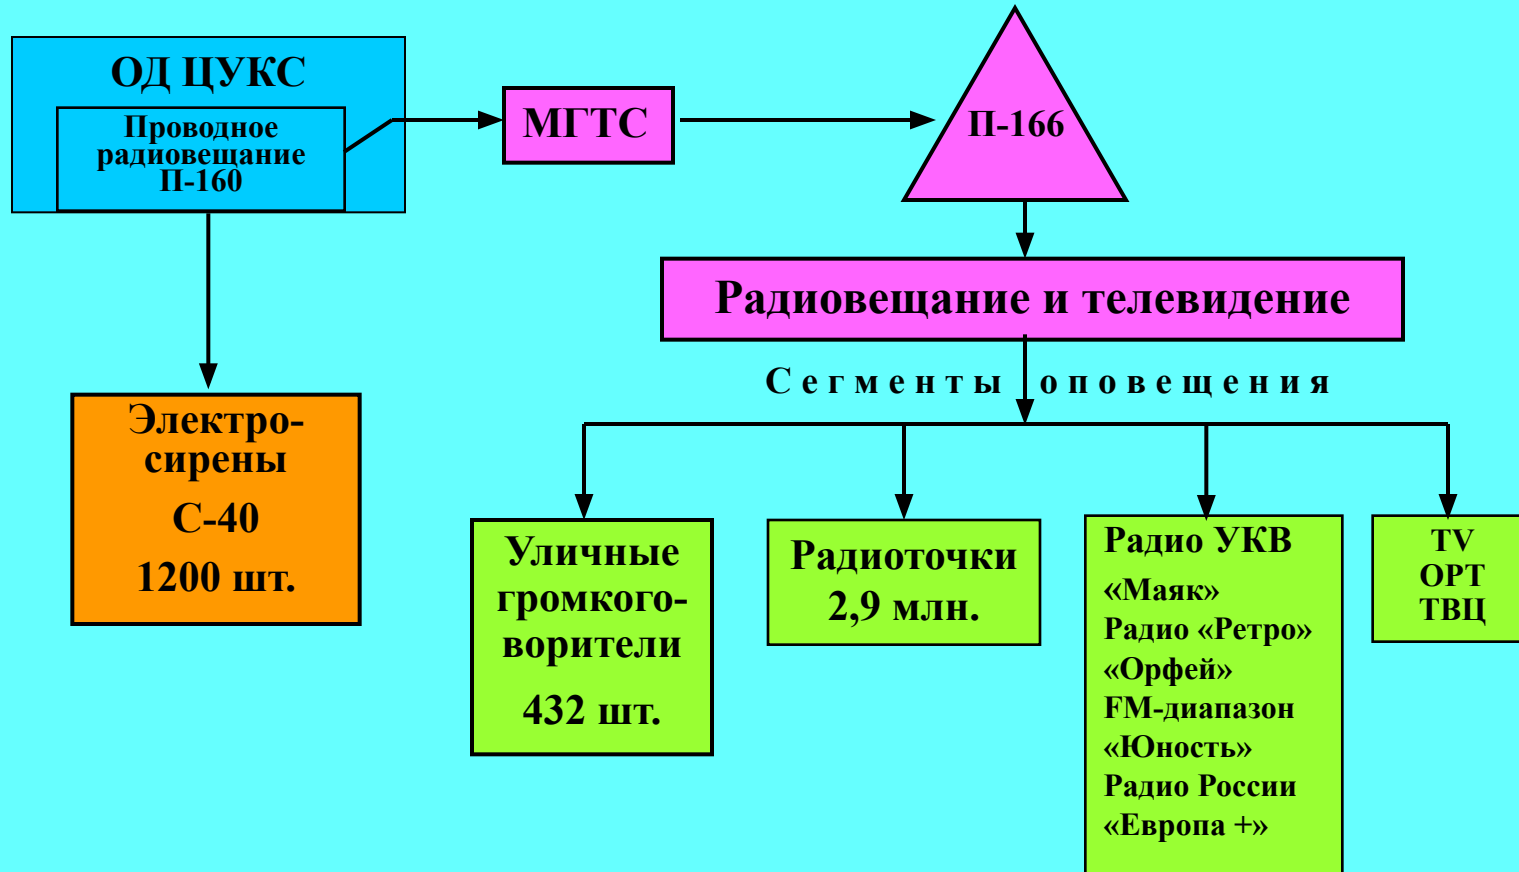 ОД ЦУКС
Проводное
радиовещание
П-160
МГТС
П-166
Радиовещание и телевидение
Сегменты оповещения
Электро-
сирены
С-40
1200 шт.
Уличные
громкого-
ворители
432 шт.
Радиоточки
2,9 млн.
Радио УКВ
«Маяк»
Радио «Ретро»
«Орфей»
FM-диапазон
«Юность»
Радио России
«Европа +»
TV
ОРТ
ТВЦ